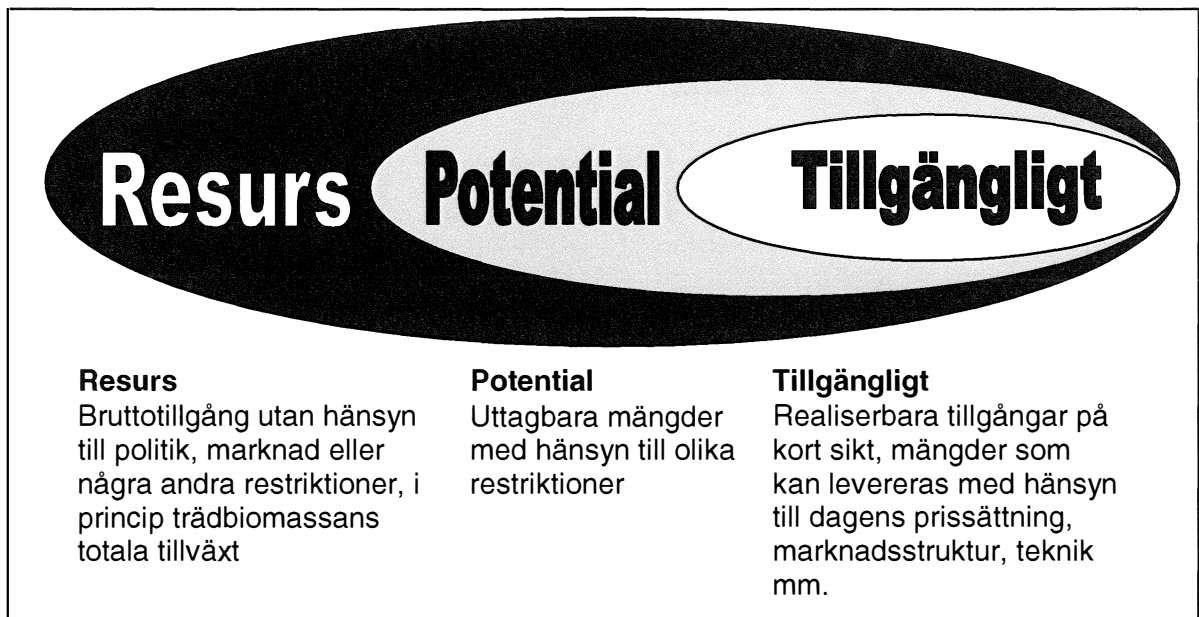 Resurs Potential Tillgängligt
Resurs
Bruttotillgång utan hänsyn
till politik, marknad eller
några andra restriktioner, i
princip trädbiomassans
totala tillväxt
Potential
Uttagbara mängder
med hänsyn till olika
restriktioner
Tillgängligt
Realiserbara tillgångar på
kort sikt, mängder som
kan levereras med hänsyn
till dagens prissättning,
marknadsstruktur, teknik
mm.